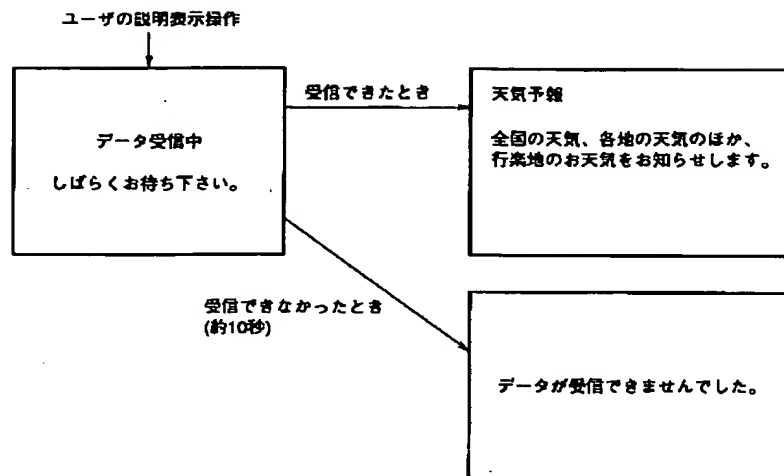 ユーザの説明表示操作
データ受信中
しばらくお待ち下さい。
受信できたとき
天気予報
全国の天気、各地の天気のほか、
行楽地のお天気をお知らせします。
受信できなかったとき
(約10秒)
データが受信できませんでした。